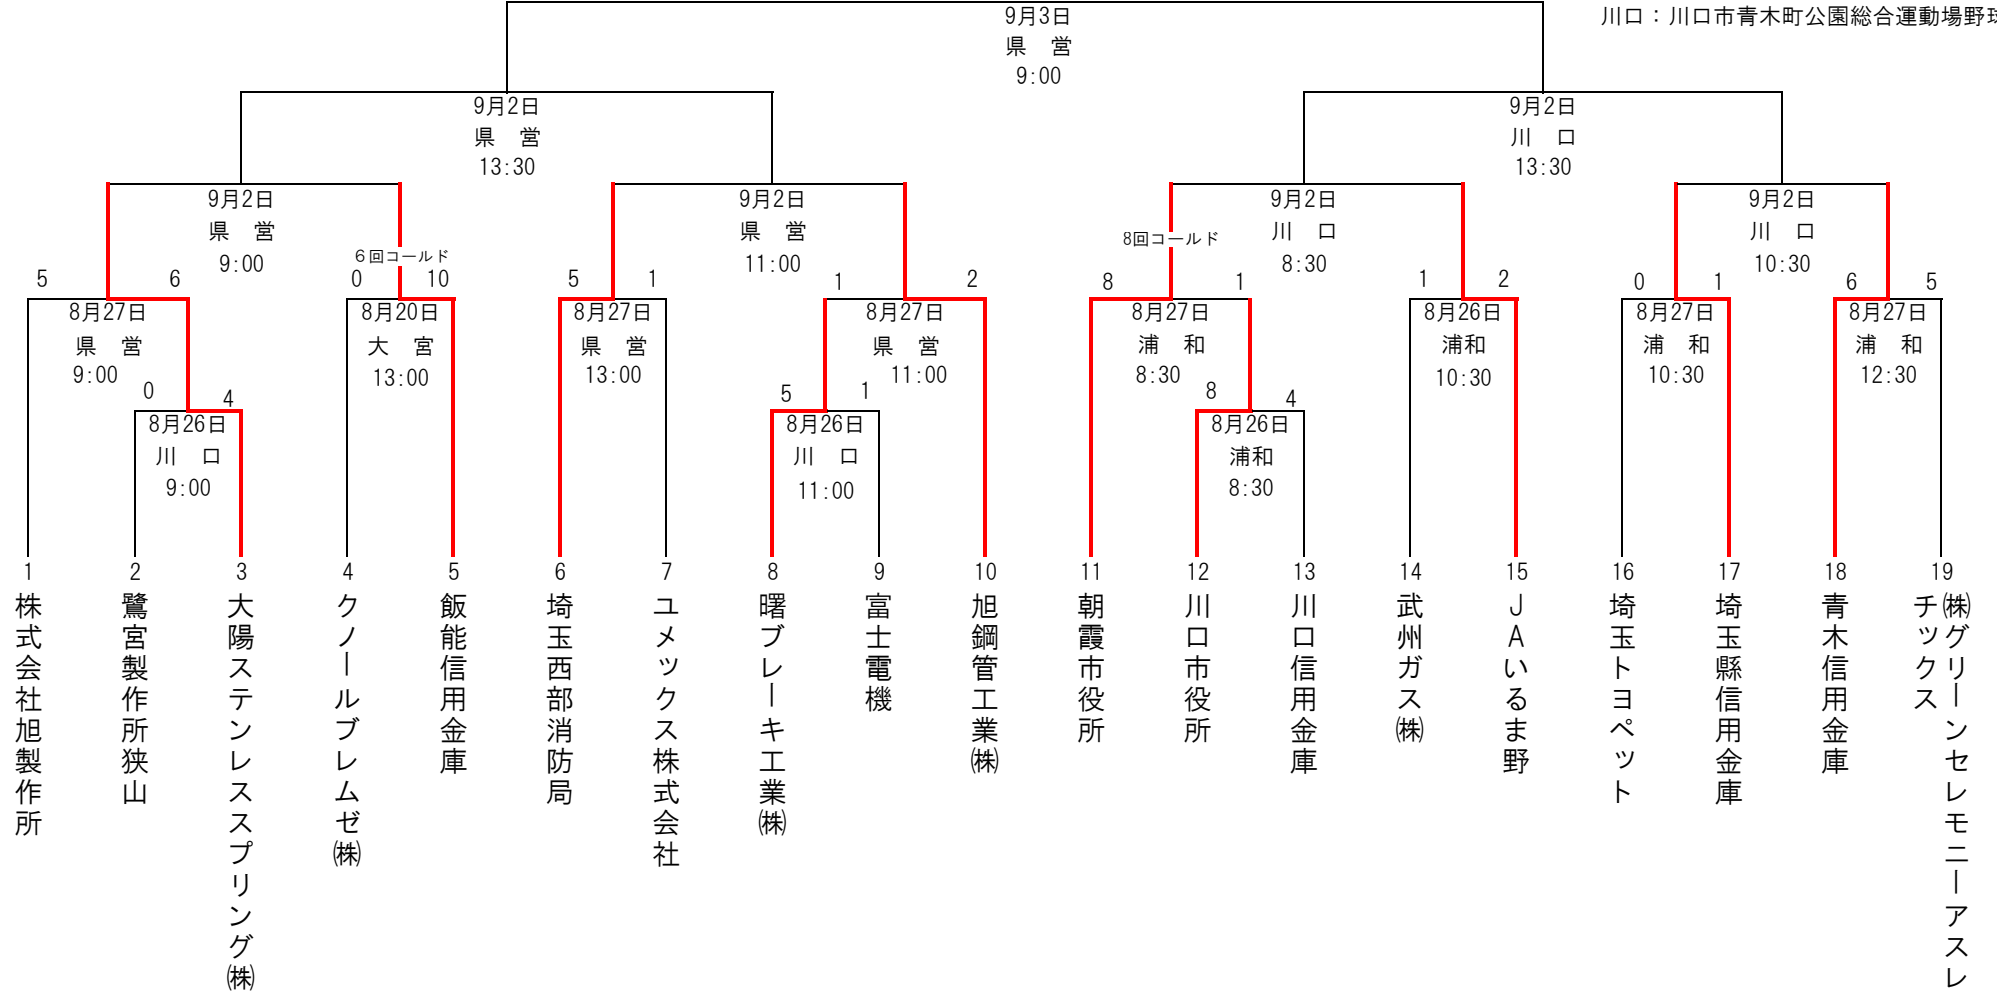 川口：川口市青木町公園総合運動場野球
9月3日
県　営
9:00
9月2日
県　営
13:30
9月2日
川　口
13:30
9月2日
県　営
9:00
9月2日
県　営
11:00
9月2日
川　口
8:30
9月2日
川　口
10:30
６回コールド
8回コールド
5 6
8月27日
県　営
9:00
0 10
8月20日
大　宮
13:00
5 1
8月27日
県　営
13:00
1 2
8月27日
県　営
11:00
8 1
8月27日
浦　和
8:30
1 2
8月26日
浦和
10:30
0 1
8月27日
浦　和
10:30
6 5
8月27日
浦　和
12:30
0 4
8月26日
川　口
9:00
5 1
8月26日
川　口
11:00
8 4
8月26日
浦和
8:30
1
株式会社旭製作所
2
鷺宮製作所狭山
3
大陽ステンレススプリング㈱
4
クノールブレムゼ㈱
5
飯能信用金庫
6
埼玉西部消防局
7
ユメックス株式会社
8
曙ブレーキ工業㈱
9
富士電機
10
旭鋼管工業㈱
11
朝霞市役所
12
川口市役所
13
川口信用金庫
14
武州ガス㈱
15
ＪＡいるま野
16
埼玉トヨペット
17
埼玉縣信用金庫
18
青木信用金庫
19
㈱グリーンセレモニーアスレ
チックス